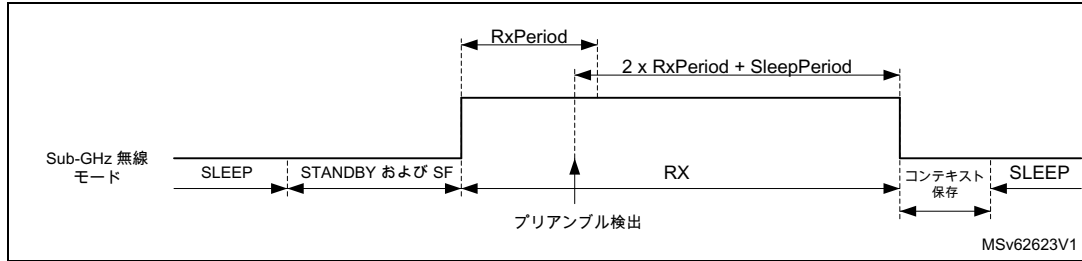 RxPeriod
2 x RxPeriod + SleepPeriod
Sub-GHz 無線
モード
SLEEP
STANDBY および SF
RX
コンテキスト
保存
SLEEP
プリアンブル検出
MSv62623V1